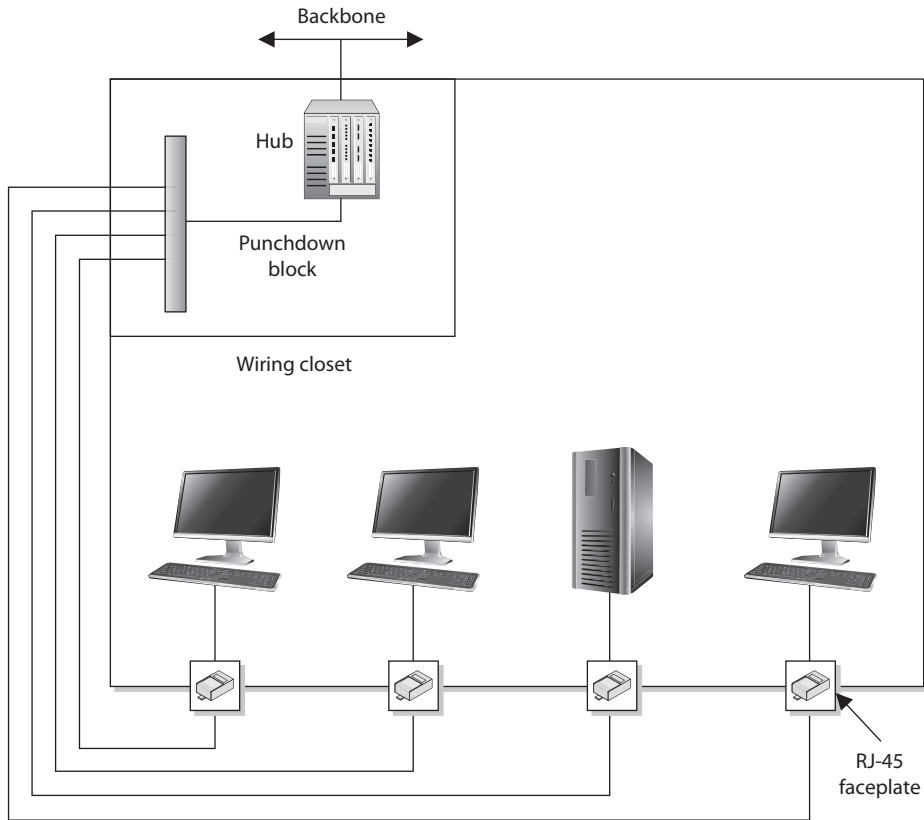 Backbone
Hub
Punchdown
block
Wiring closet
RJ-45
faceplate